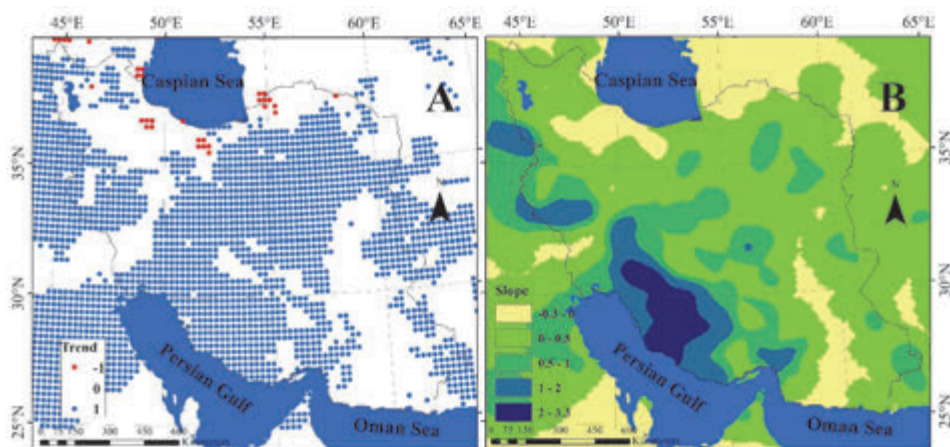 45°E 50°E 55°E 60°E 65°E
45°E 50°E 55°E 60°E 65°E
Caspian Sea
A
Caspian Sea
B
35°N
35°N
N
N
30°N
30°N
Slope
-0.3 - 0
0 - 0.5
0.5 - 1
1 - 2
2 - 3.3
Trend
-1
0
1
Persian Gulf
Persian Gulf
25°N
25°N
Oman Sea
Oman Sea